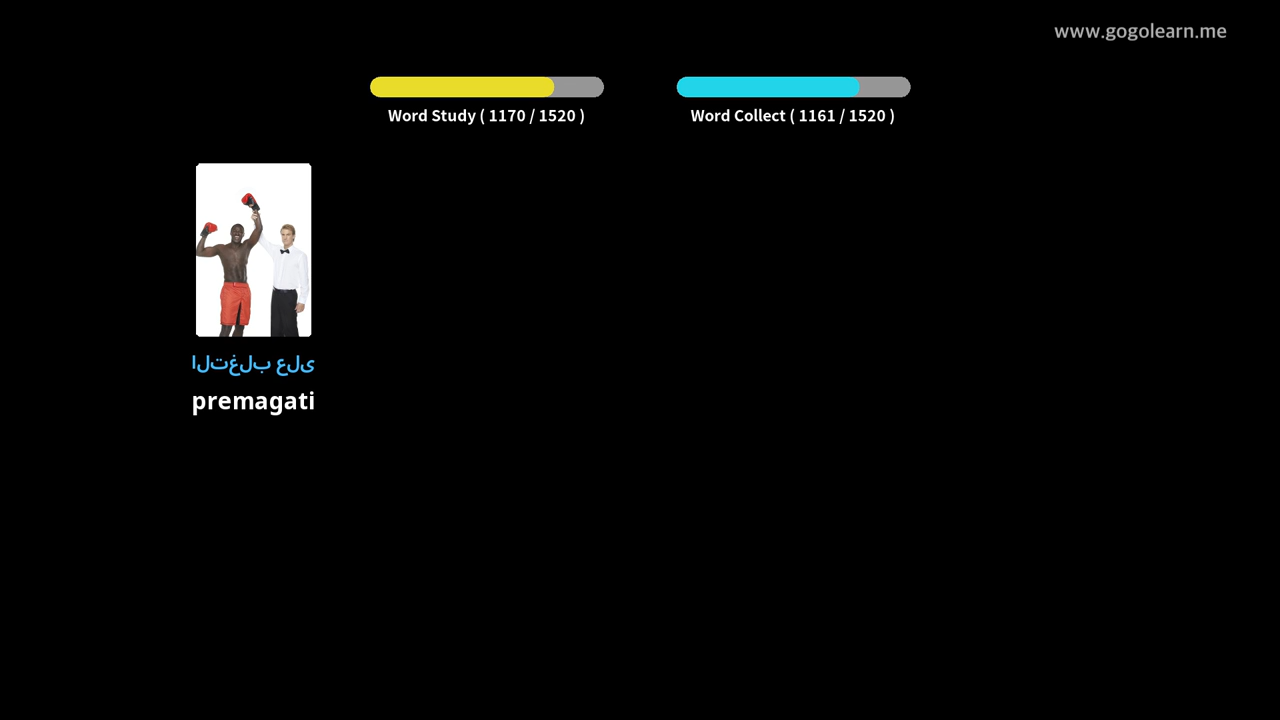 www.gogolearn.me
Word Study ( 1170 / 1520 )
Word Collect ( 1161 / 1520 )
التغلب على
premagati